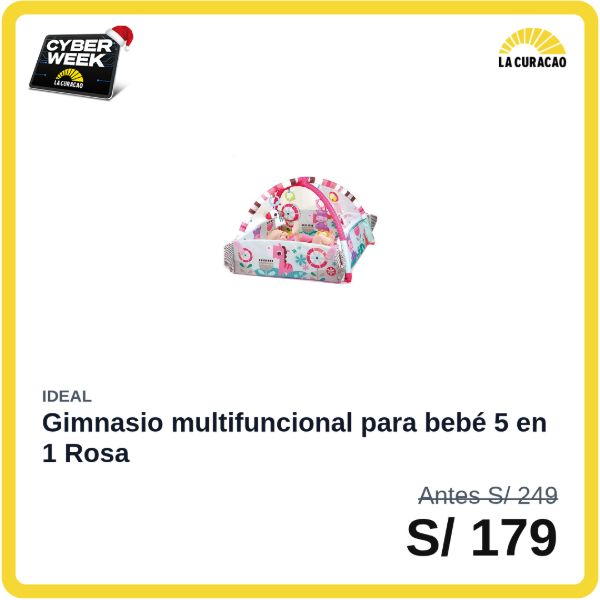 CYBER
WEEK
LA CURACAO
LA CURACAO
IDEAL
Gimnasio multifuncional para bebé 5 en
1 Rosa
Antes S/ 249
S/ 179